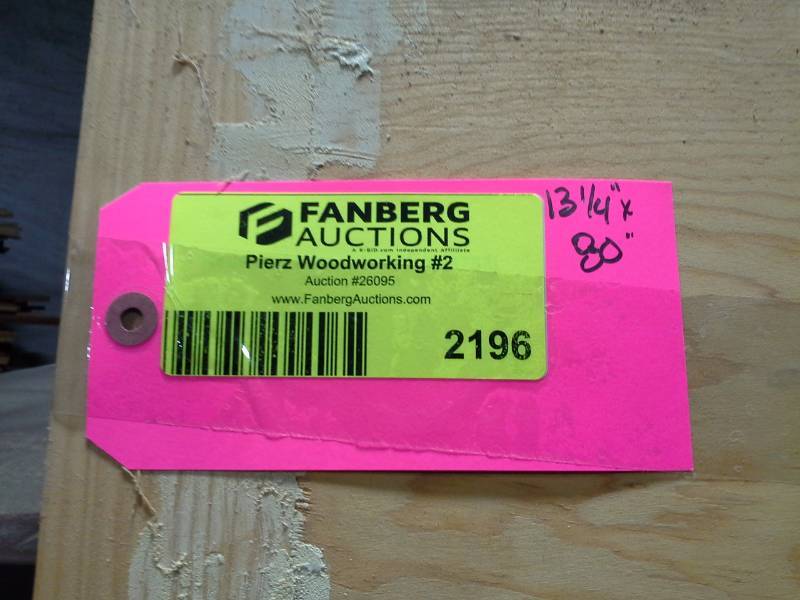 FANBERG
AUCTIONS
A K-BID.com Independent Affiliate
Pierz Woodworking #2
Auction #26095
www.FanbergAuctions.com
2196
13 1/4" x
80"